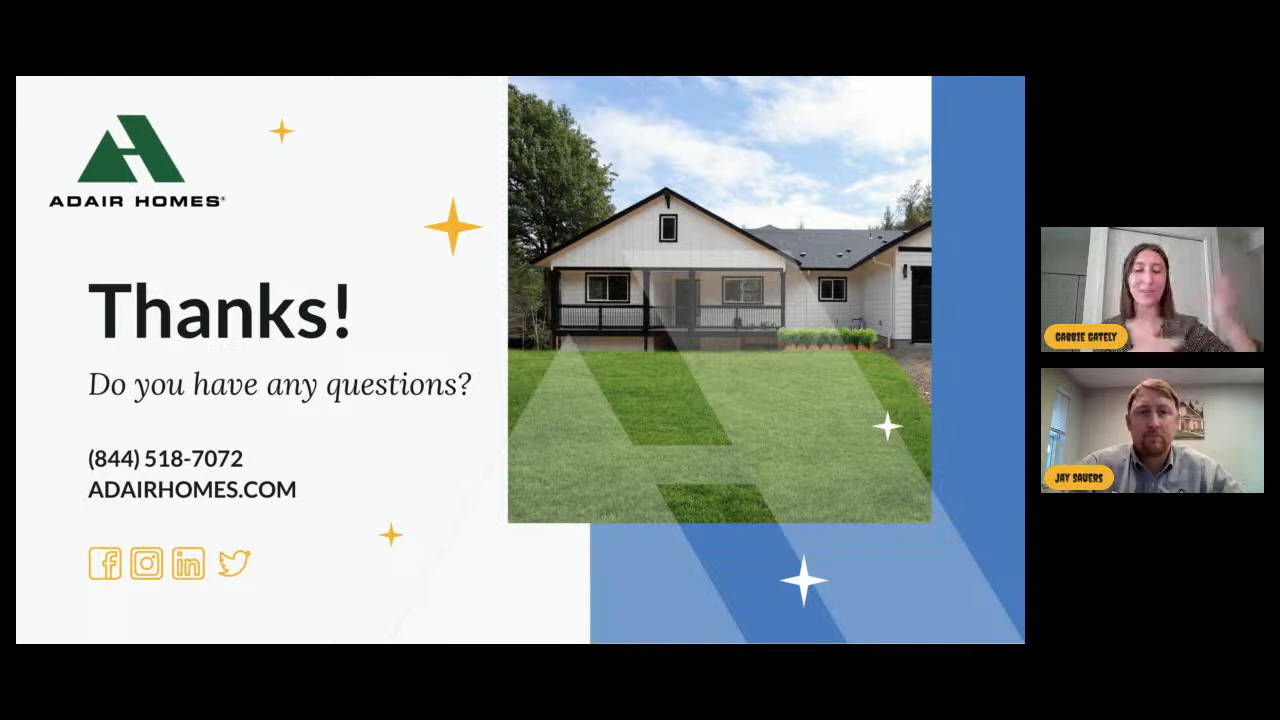 ADAIR HOMES®
Thanks!
Do you have any questions?
(844) 518-7072
ADAIRHOMES.COM
GABBIE GATELY
JAY SAUERS